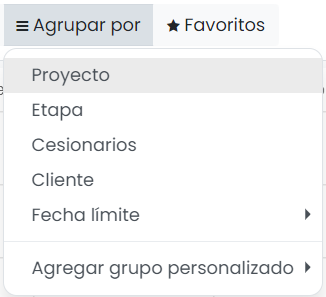 Agrupar por Favoritos
Proyecto
Etapa
Cesionarios
Cliente
Fecha límite
Agregar grupo personalizado